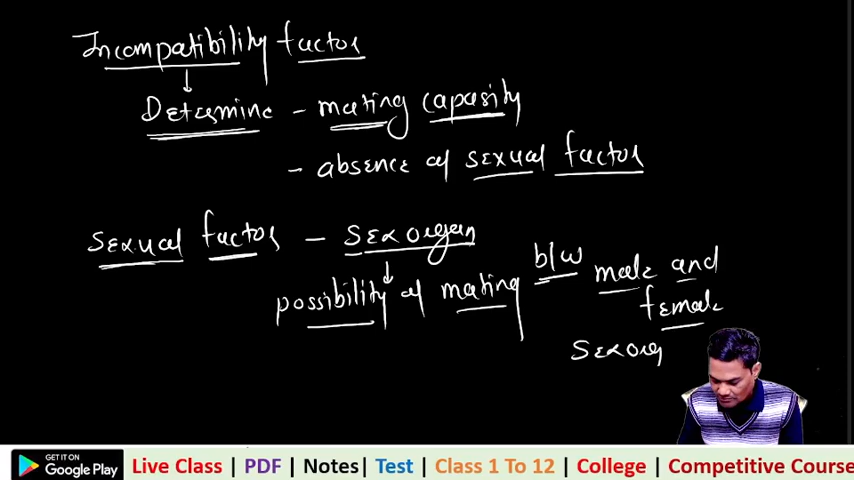 Incompatibility factor
Determine - mating capasity
- absence of sexual factor
Sexual factor - Sex organ
possibility of mating b/w male and female
Sex org
GET IT ON
Google Play
Live Class | PDF | Notes | Test | Class 1 To 12 | College | Competitive Course